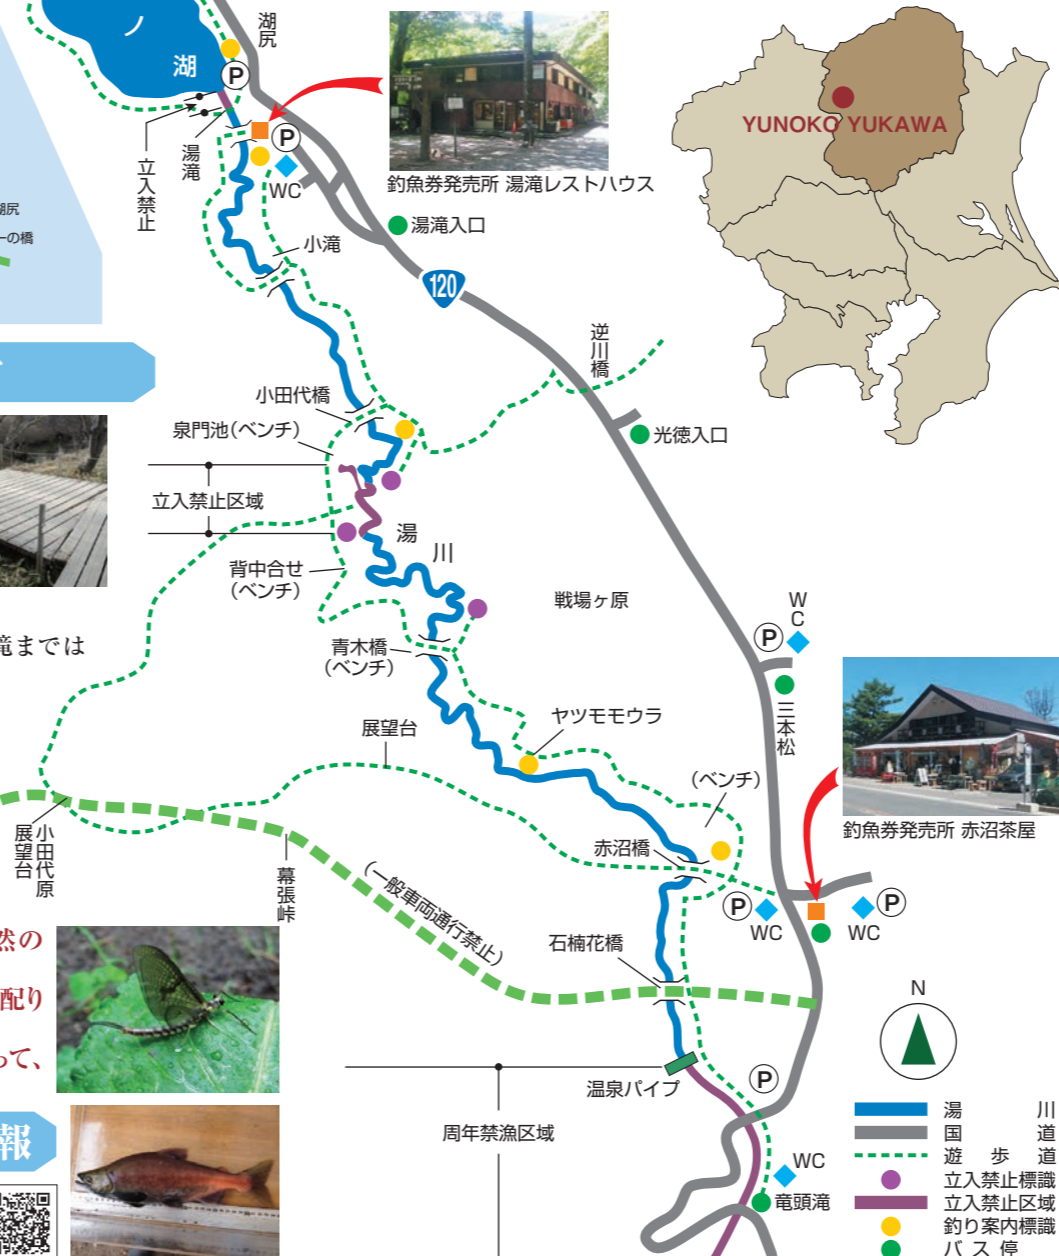 ノ
湖
湖尻
P
立入禁止
湯滝
P
WC
釣魚券発売所 湯滝レストハウス
YUNOKO YUKAWA
湯滝入口
小滝
120
湖尻
一の橋
逆川橋
光徳入口
小田代橋
泉門池(ベンチ)
立入禁止区域
湯
川
背中合せ
(ベンチ)
戦場ヶ原
滝までは
青木橋
(ベンチ)
WC
P
三本松
ヤツモモウラ
展望台
(ベンチ)
釣魚券発売所 赤沼茶屋
赤沼橋
小田代原
展望台
幕張峠
(一般車両通行禁止)
P
WC
P
WC
石楠花橋
然の
配り
って、
N
温泉パイプ
P
周年禁漁区域
報
WC
竜頭滝
湯川
国道
遊歩道
立入禁止標識
立入禁止区域
釣り案内標識
バス停